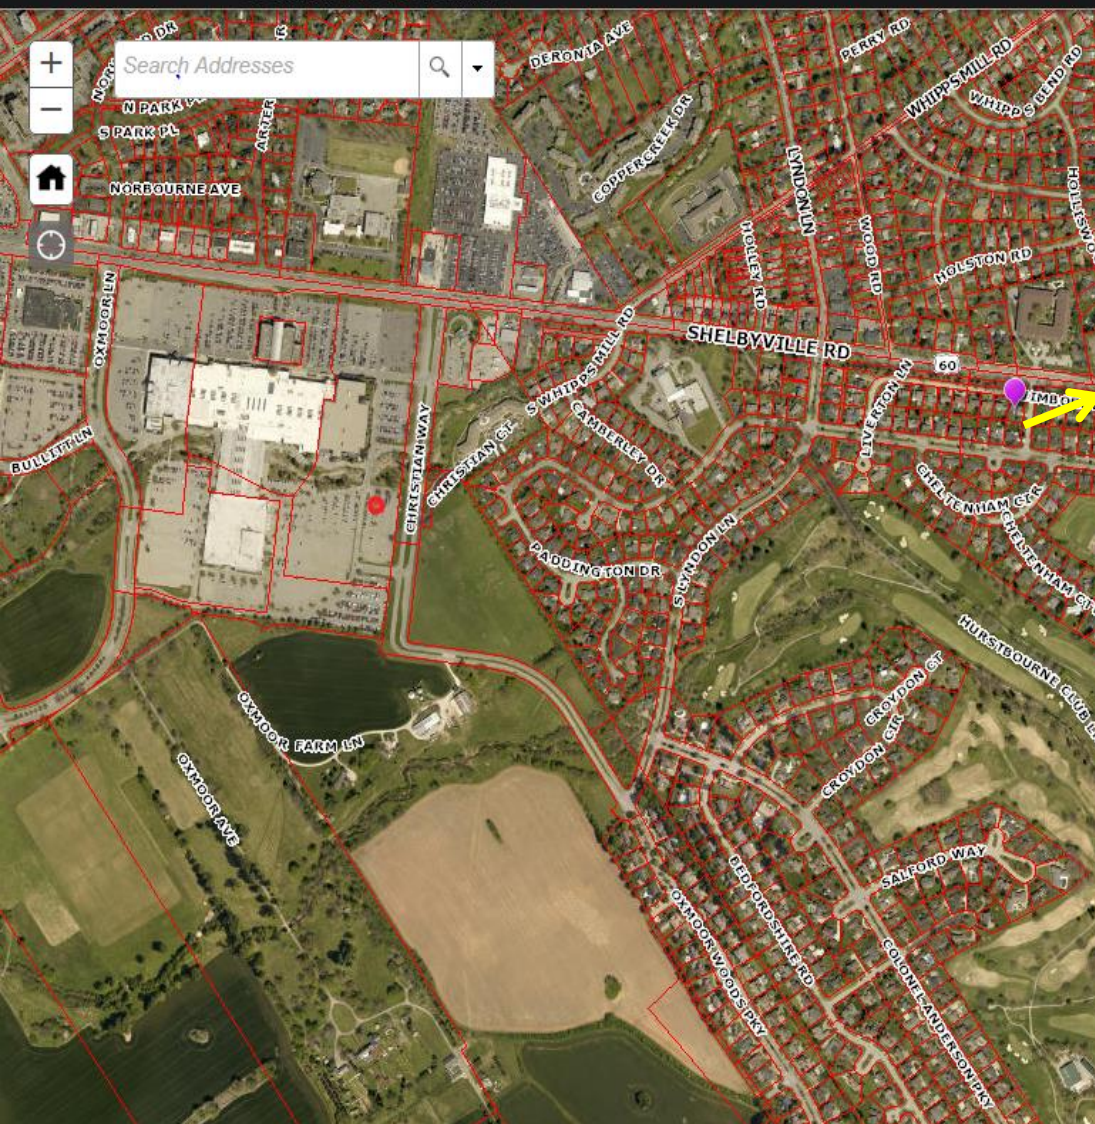 DERONIA AVE
PERRY RD
WHIPPS MILL RD
WHIPPS BEND RD
+
Search Addresses
−
N PARK PL
S PARK PL
NORBOURNE AVE
COPPERCREEK DR
LYNDON LN
HOLLEY RD
WOOD RD
HOLSTON RD
OXMOOR LN
SHELBYVILLE RD
60
S WHIPPS MILL RD
LIVERTON LN
CAMBERLEY DR
BULLITT LN
CHRISTIAN WAY
CHRISTIAN CT
CHELTENHAM CIR
CHELTENHAM CT
PADDINGTON DR
S LYNDON LN
HURSTBOURNE CLUB
CROYDON CT
CROYDON CIR
OXMOOR FARM LN
OXMOOR AVE
SALFORD WAY
BEDFORDSHIRE RD
OXMOOR WOODS PKY
COLONEL ANDERSON PKY